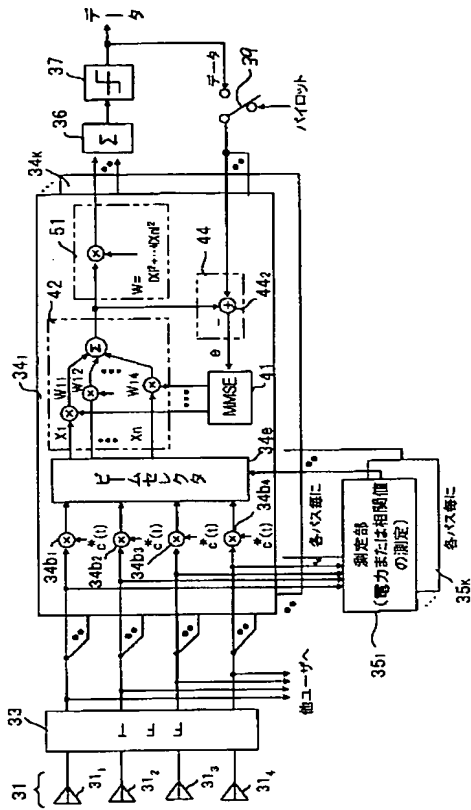 データ
37
36
Σ
34K
データ
39
パイロット
34₁
42
51
W=
|X₁|²+…+|Xn|²
44
44₂
+
−
e
41
MMSE
Σ
W₁₁
W₁₂
W₁₄
X₁
Xn
34e
ビームセレクタ
34b₁
C*(t)
34b₂
C*(t)
34b₃
C*(t)
34b₄
C*(t)
各パス毎に
測定部
(電力または相関値
の測定)
各パス毎に
35₁
35K
33
FFT
他ユーザへ
31
31₁
31₂
31₃
31₄